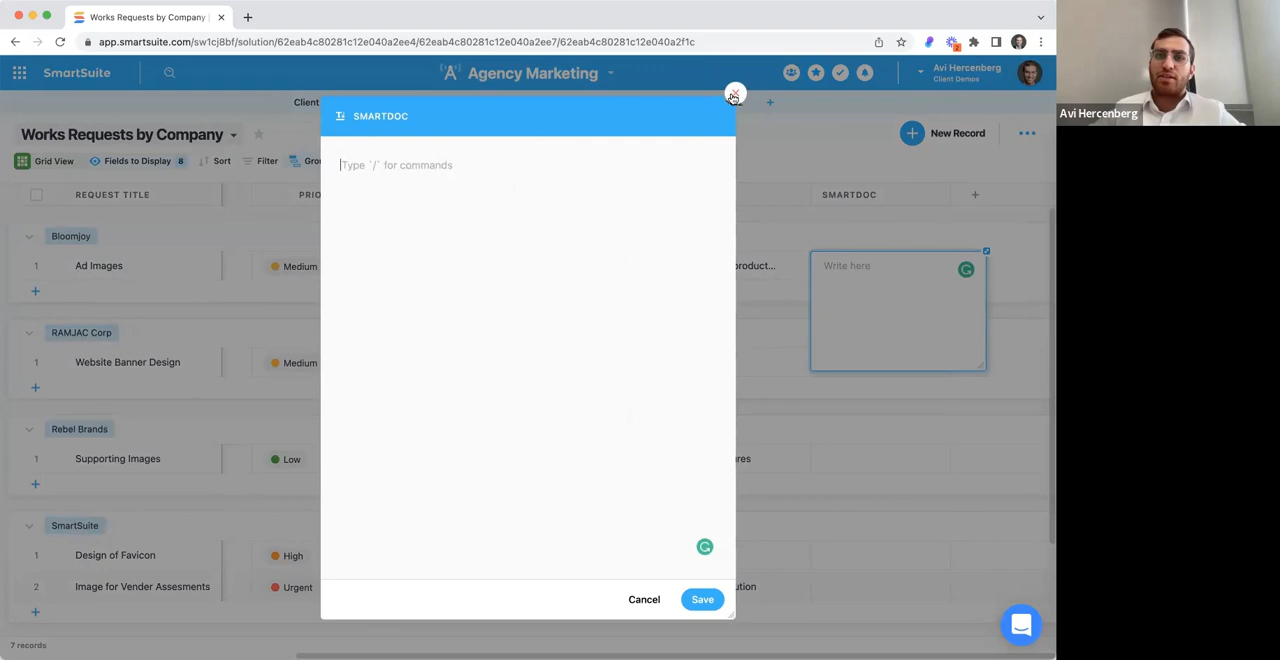 Works Requests by Company
app.smartsuite.com/sw1cj8bf/solution/62eab4c80281c12e040a2ee4/62eab4c80281c12e040a2ee7/62eab4c80281c12e040a2f1c
2
SmartSuite
Agency Marketing
Avi Hercenberg
Client Demos
Avi Hercenberg
Client
SMARTDOC
Works Requests by Company
New Record
Grid View
Fields to Display 8
Sort
Filter
Grou
Type '/' for commands
REQUEST TITLE
PRIO
SMARTDOC
Bloomjoy
1 Ad Images
Medium
product...
Write here
RAMJAC Corp
1 Website Banner Design
Medium
Rebel Brands
1 Supporting Images
Low
ures
SmartSuite
1 Design of Favicon
High
2 Image for Vender Assesments
Urgent
ution
Cancel
Save
7 records